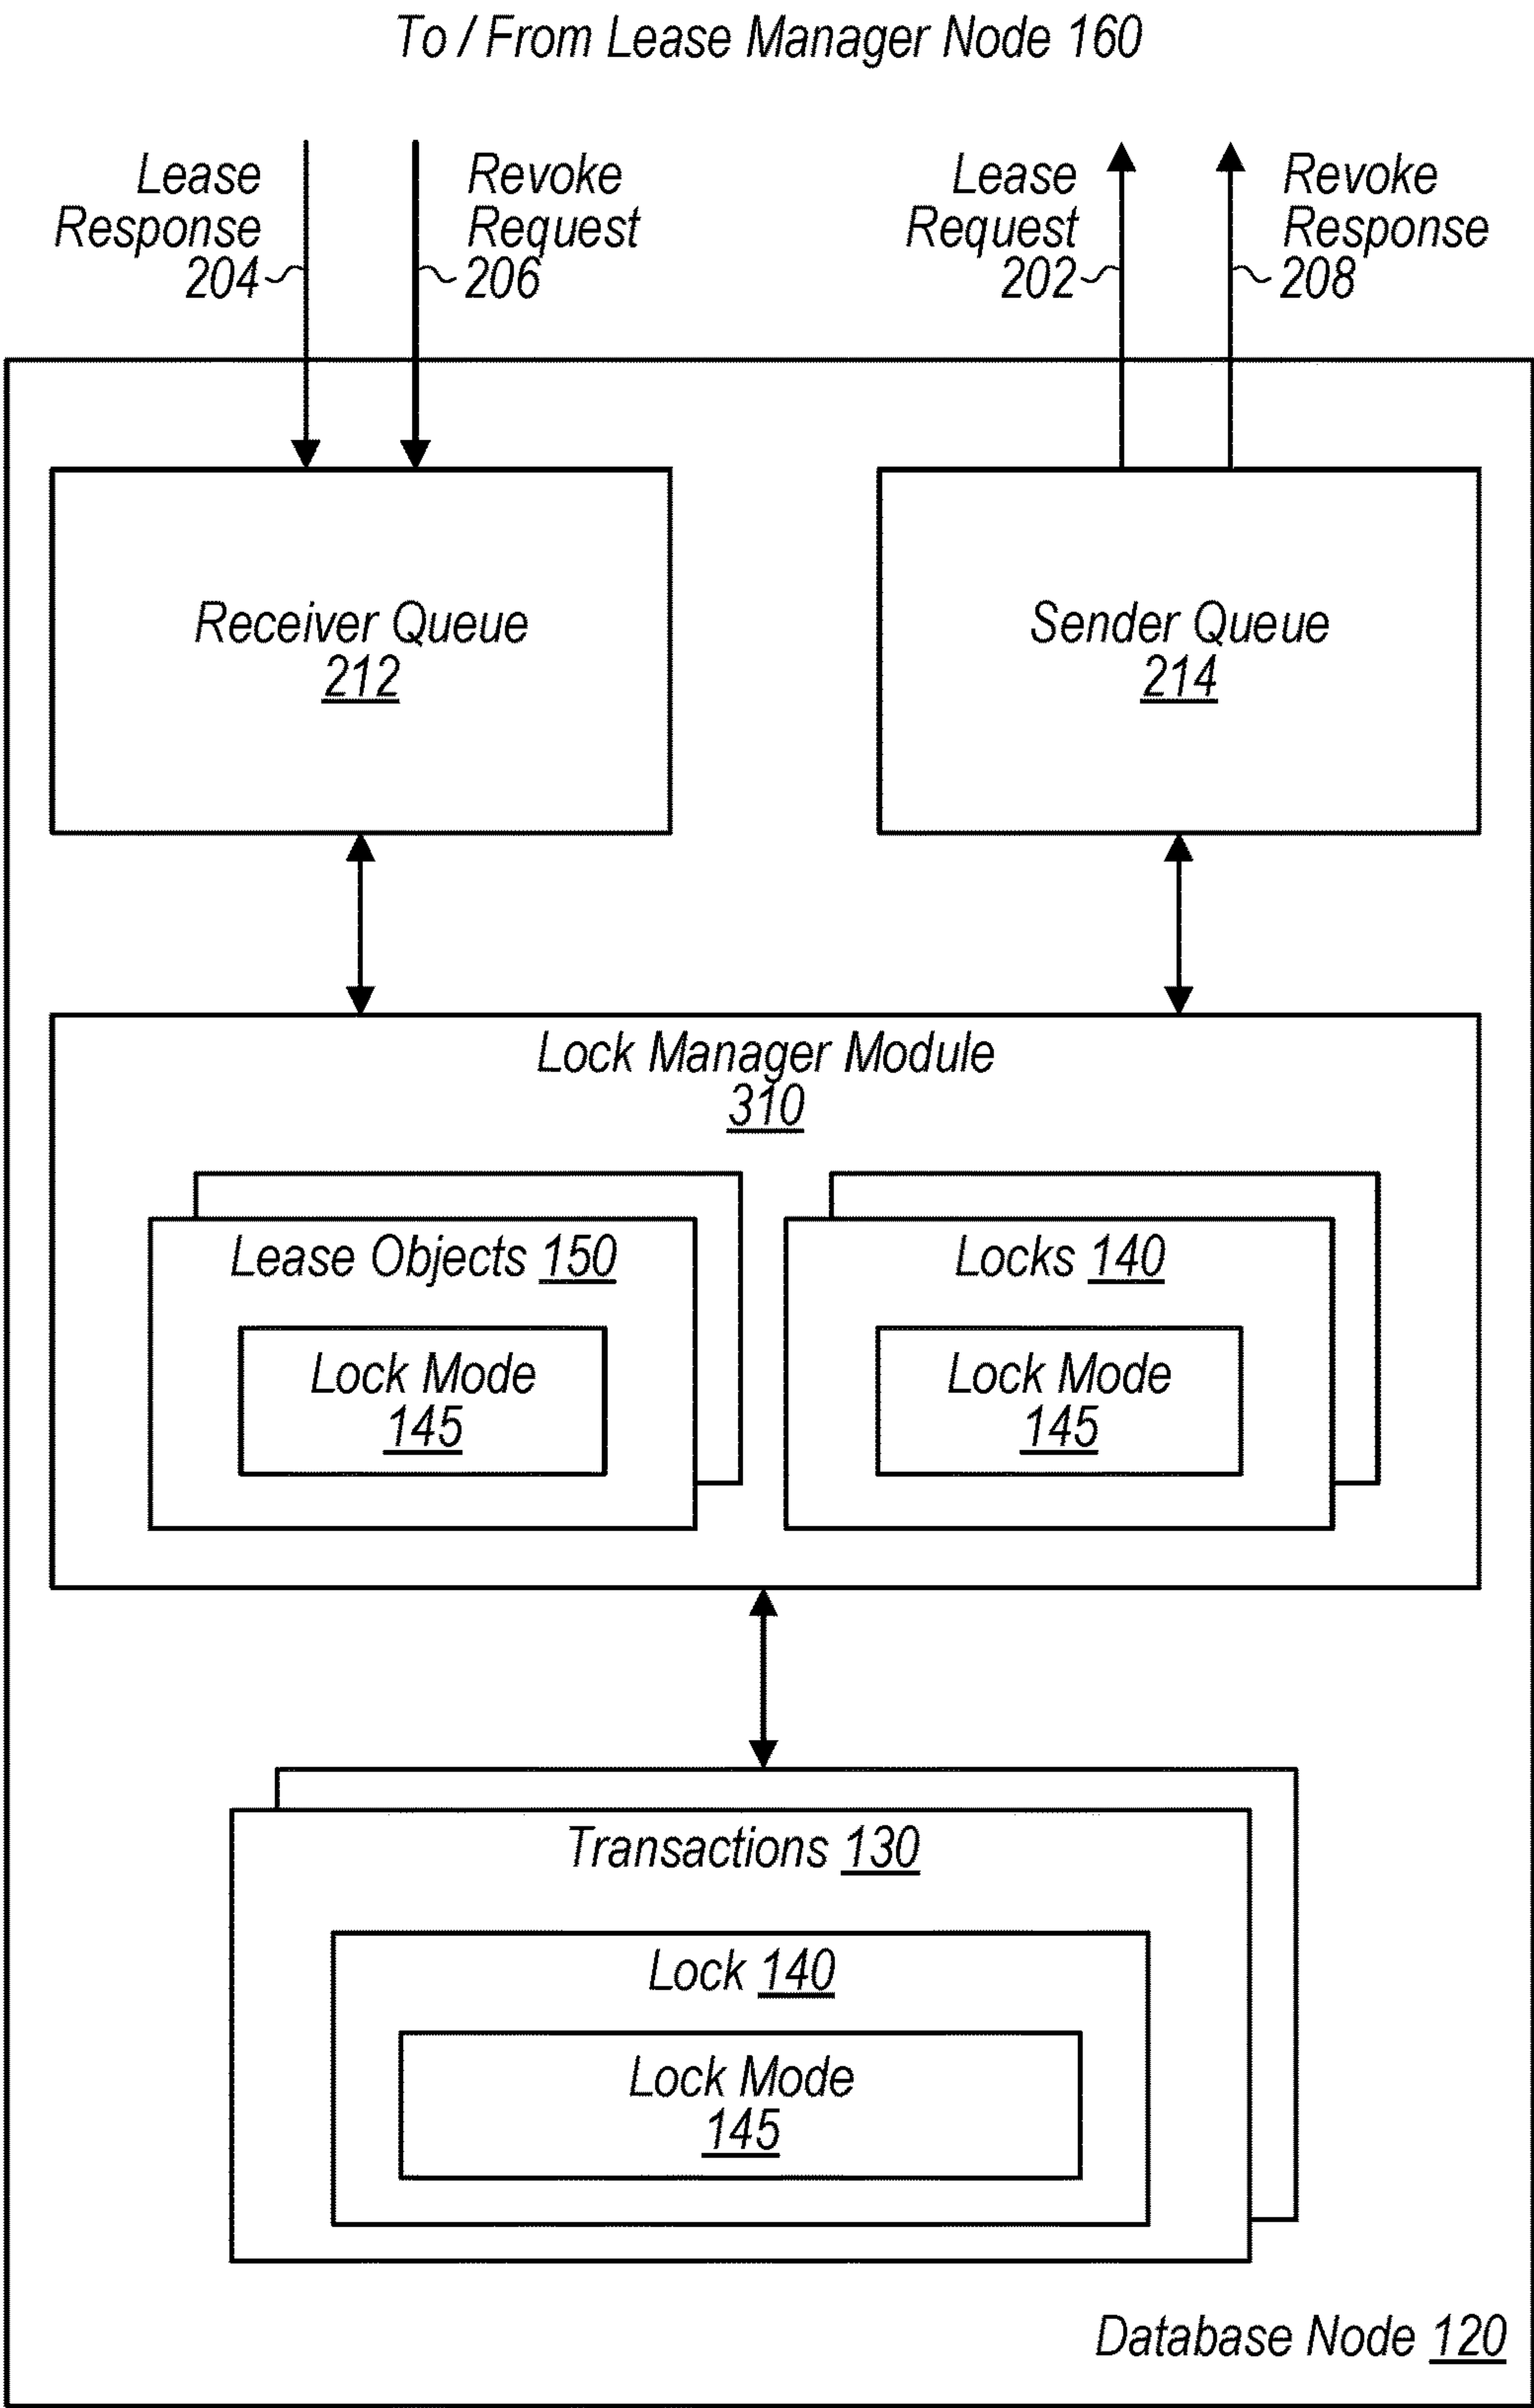 To / From Lease Manager Node 160
Lease
Response
204
Revoke
Request
206
Lease
Request
202
Revoke
Response
208
Receiver Queue
212
Sender Queue
214
Lock Manager Module
310
Lease Objects 150
Lock Mode
145
Locks 140
Lock Mode
145
Transactions 130
Lock 140
Lock Mode
145
Database Node 120